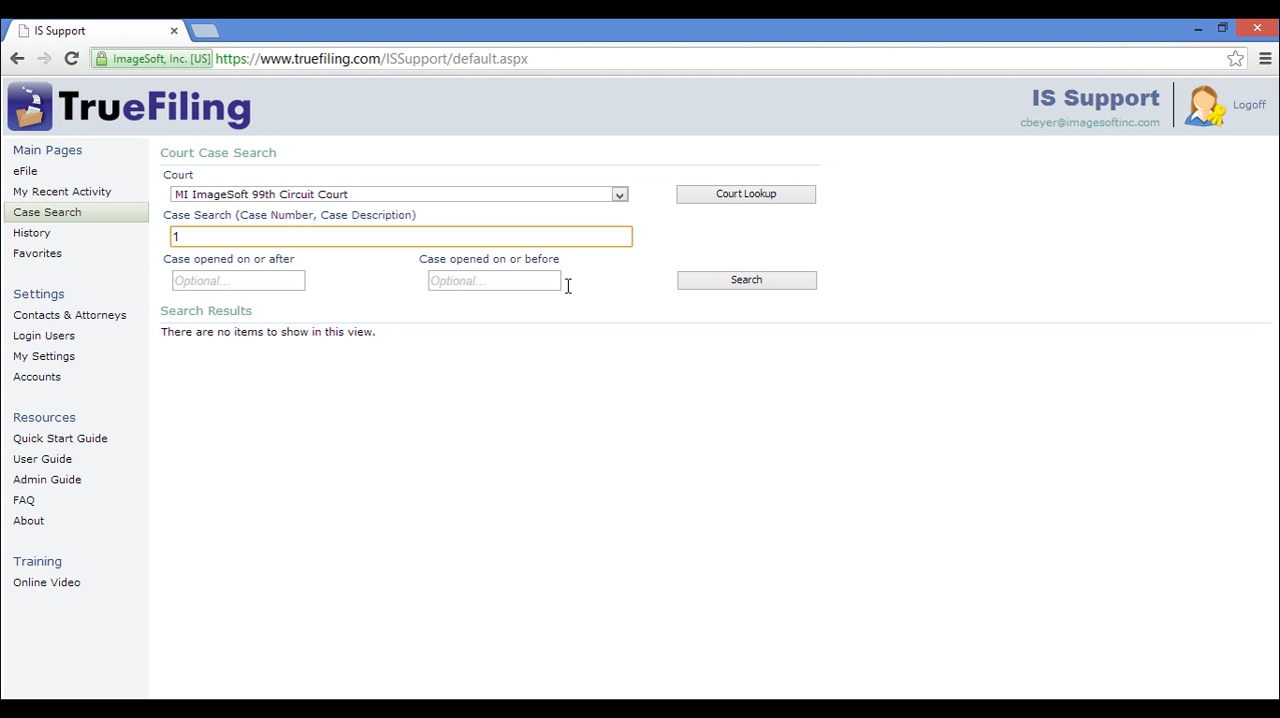 IS Support
ImageSoft, Inc. [US] https://www.truefiling.com/ISSupport/default.aspx
TrueFiling
IS Support
cbeyer@imagesoftinc.com
Logoff
Main Pages
eFile
My Recent Activity
Case Search
History
Favorites
Settings
Contacts & Attorneys
Login Users
My Settings
Accounts
Resources
Quick Start Guide
User Guide
Admin Guide
FAQ
About
Training
Online Video
Court Case Search
Court
MI ImageSoft 99th Circuit Court
Court Lookup
Case Search (Case Number, Case Description)
1
Case opened on or after
Case opened on or before
Optional...
Optional...
Search
Search Results
There are no items to show in this view.